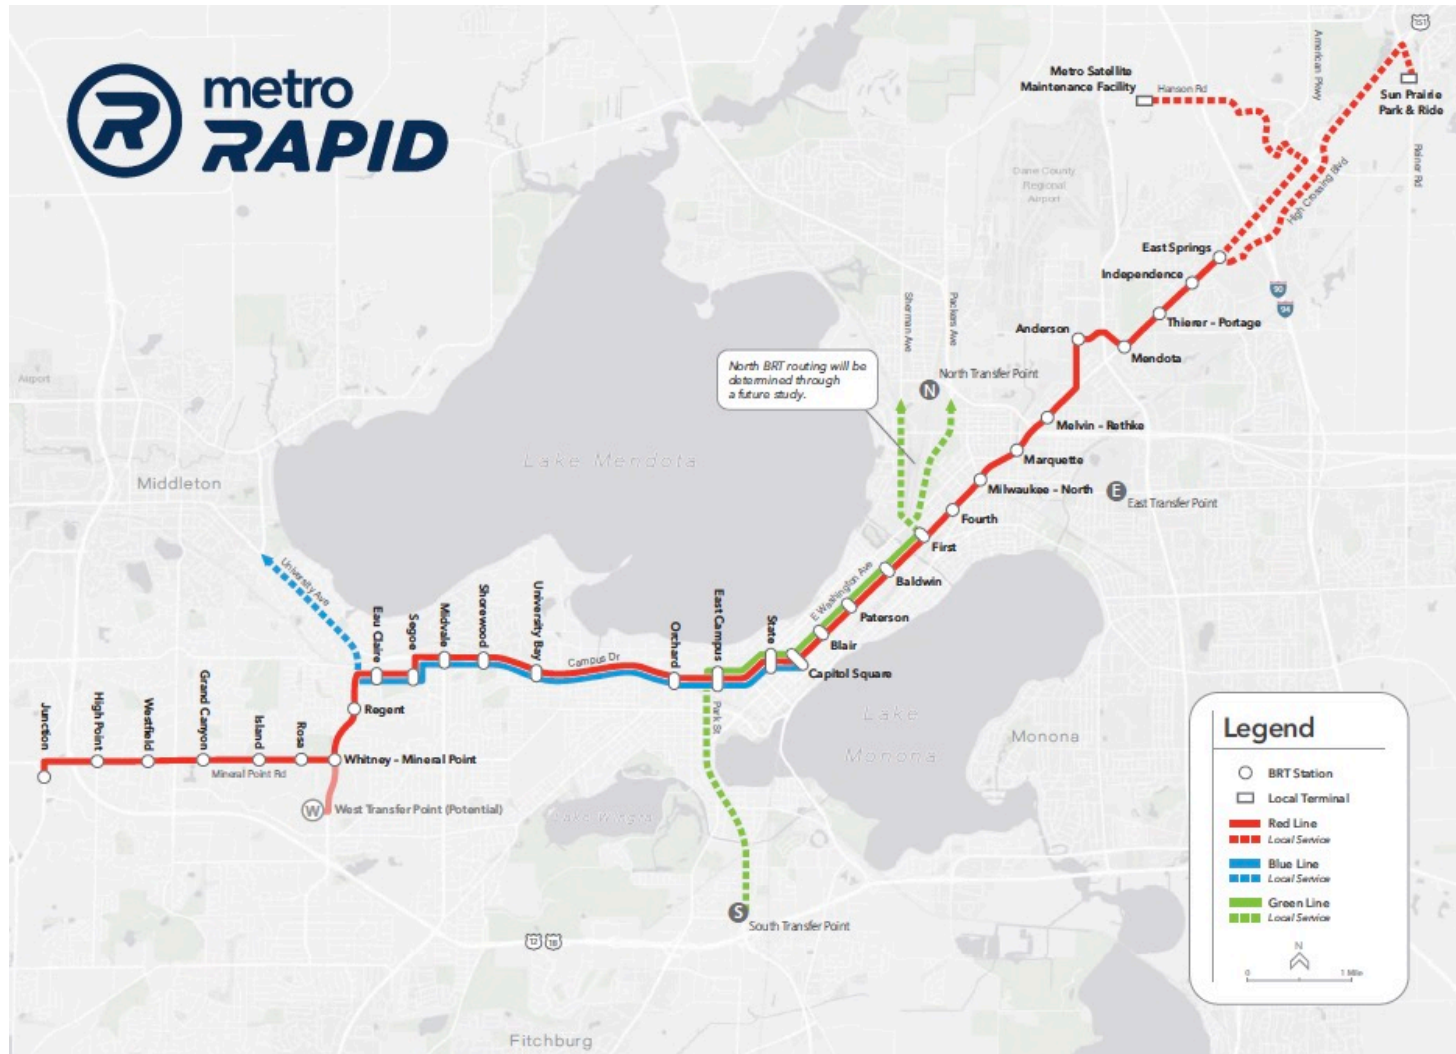 metro
RAPID
R
151
American Pkwy
Metro Satellite
Maintenance Facility
Hanson Rd
Sun Prairie
Park & Ride
Reiner Rd
High Crossing Blvd
Dane County
Regional
Airport
East Springs
Independence
90
94
Thierer - Portage
Anderson
Mendota
Sherman Ave
Packers Ave
North BRT routing will be
determined through
a future study.
North Transfer Point
N
Airport
Melvin - Rethke
Marquette
Lake Mendota
Middleton
Milwaukee - North
E
East Transfer Point
Fourth
First
University Ave
E Washington Ave
Baldwin
Paterson
Blair
Capitol Square
Eau Claire
Segoe
Midvale
Shorewood
University Bay
Campus Dr
Orchard
East Campus
State
Park St
Junction
High Point
Westfield
Grand Canyon
Island
Rosa
Regent
Whitney - Mineral Point
Mineral Point Rd
W
West Transfer Point (Potential)
Lake Wingra
Lake
Monona
Monona
S
South Transfer Point
12
18
Fitchburg
Legend
BRT Station
Local Terminal
Red Line
Local Service
Blue Line
Local Service
Green Line
Local Service
N
0
1 Mile